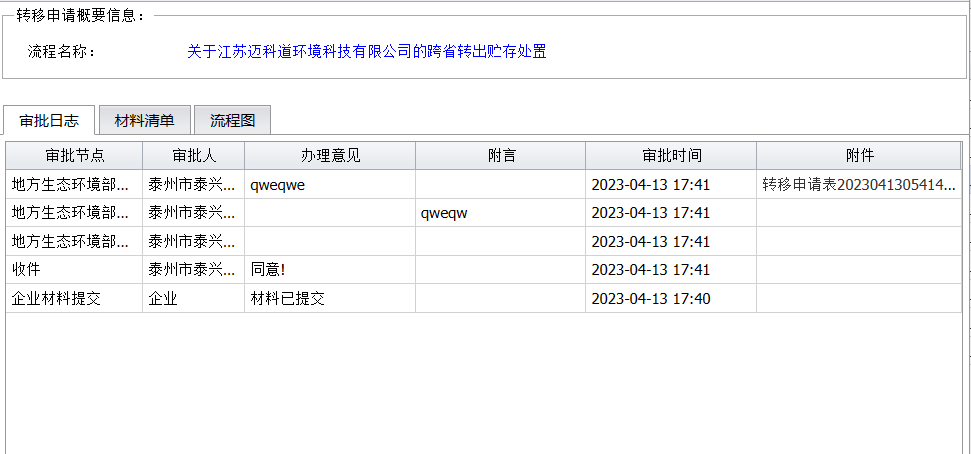 转移申请概要信息：
流程名称： 关于江苏迈科道环境科技有限公司的跨省转出贮存处置
审批日志 材料清单 流程图
审批节点 审批人 办理意见 附言 审批时间 附件
地方生态环境部... 泰州市泰兴... qweqwe 2023-04-13 17:41 转移申请表2023041305414...
地方生态环境部... 泰州市泰兴... qweqw 2023-04-13 17:41
地方生态环境部... 泰州市泰兴... 2023-04-13 17:41
收件 泰州市泰兴... 同意! 2023-04-13 17:41
企业材料提交 企业 材料已提交 2023-04-13 17:40